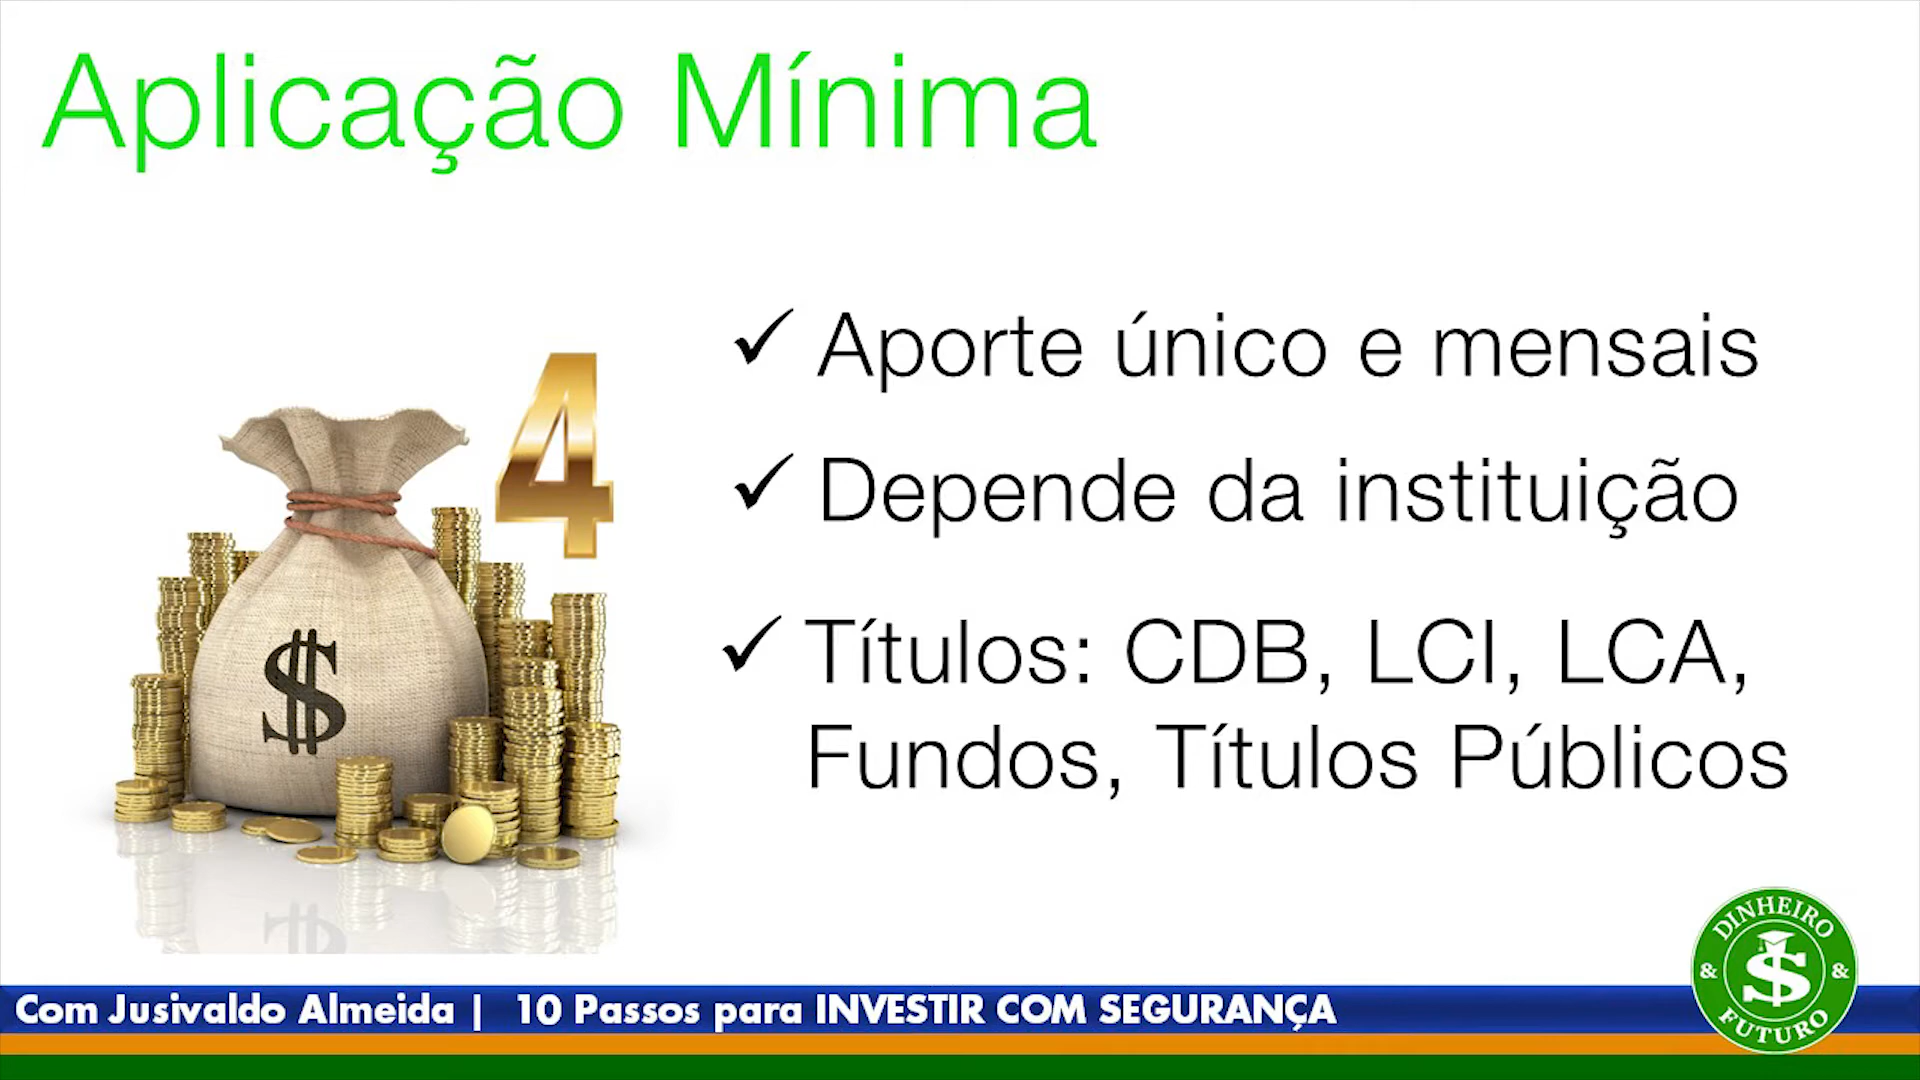 Aplicação Mínima
✓ Aporte único e mensais
4
✓ Depende da instituição
✓ Títulos: CDB, LCI, LCA,
Fundos, Títulos Públicos
$
DINHEIRO
& $ &
FUTURO
Com Jusivaldo Almeida | 10 Passos para INVESTIR COM SEGURANÇA